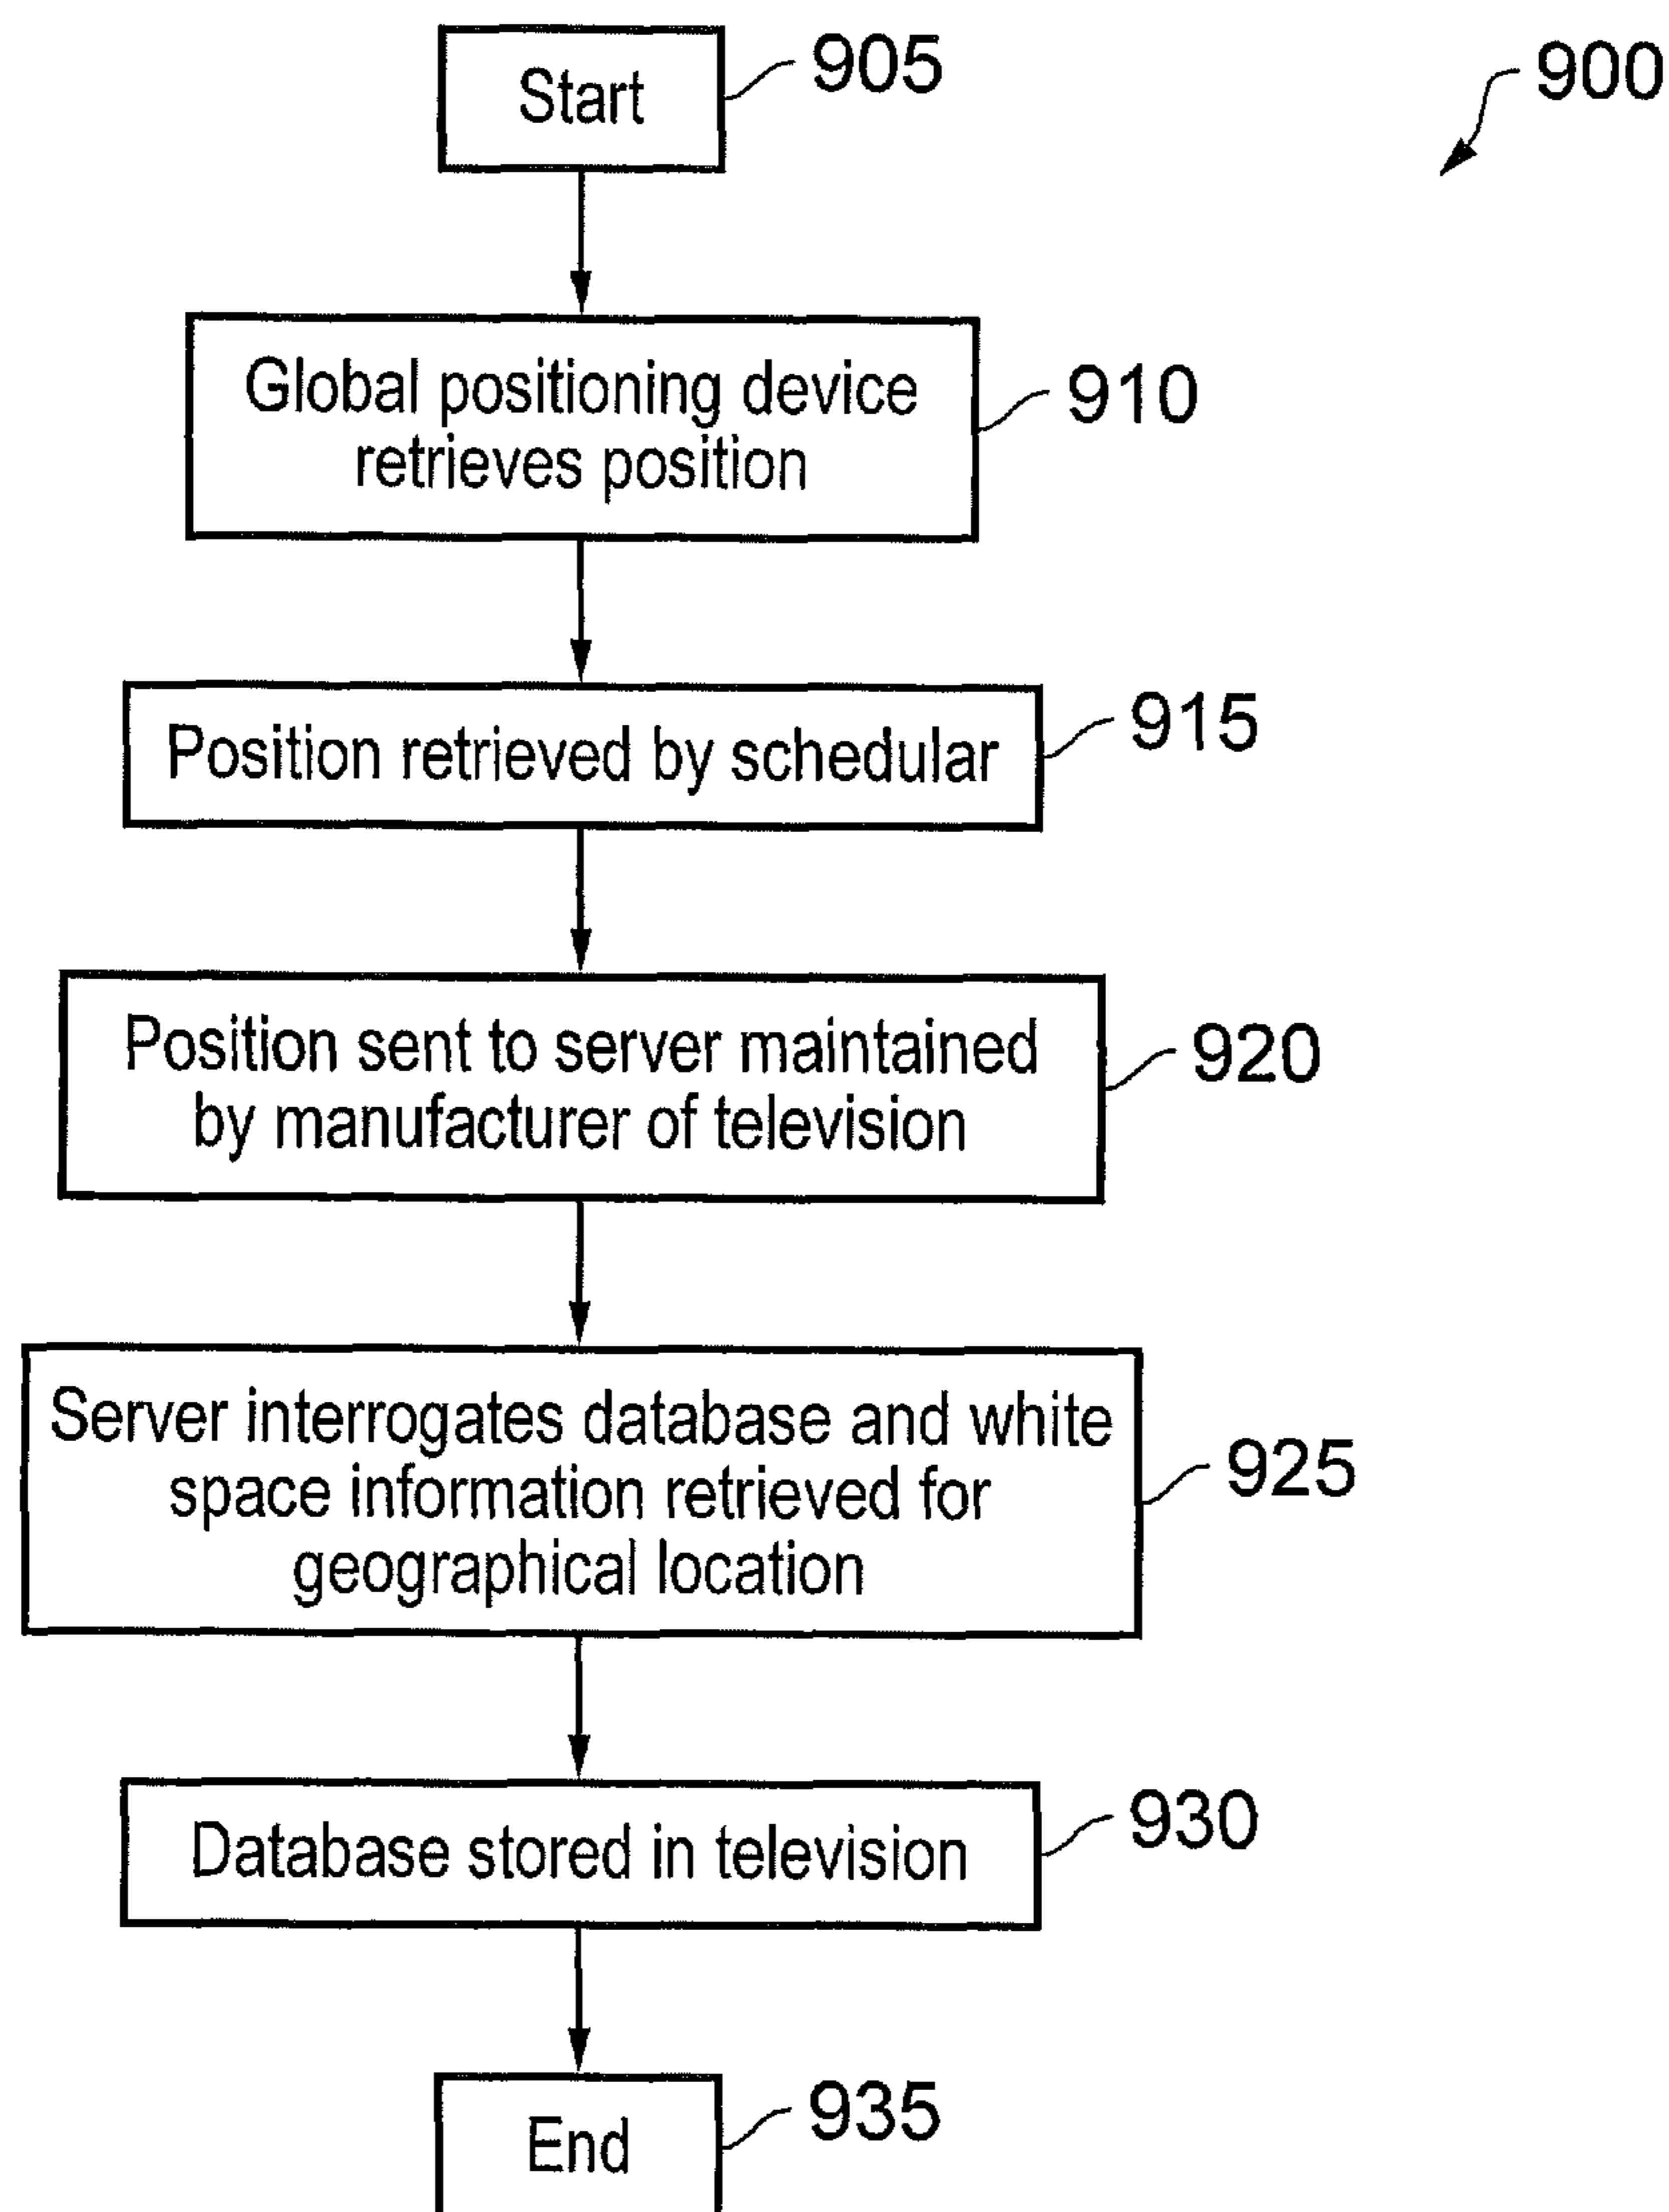 Start
905
900
Global positioning device
retrieves position
910
Position retrieved by schedular
915
Position sent to server maintained
by manufacturer of television
920
Server interrogates database and white
space information retrieved for
geographical location
925
Database stored in television
930
End
935